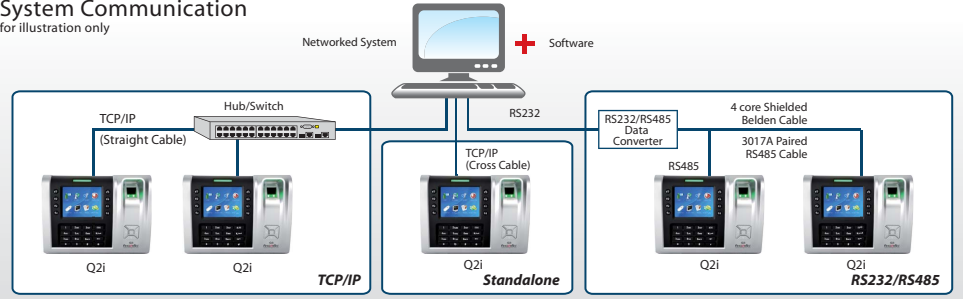 System Communication
for illustration only
Networked System
Software
Hub/Switch
TCP/IP
(Straight Cable)
RS232
RS232/RS485
Data
Converter
4 core Shielded
Belden Cable
3017A Paired
RS485 Cable
TCP/IP
(Cross Cable)
RS485
Q2i
Q2i
TCP/IP
Q2i
Standalone
Q2i
Q2i
RS232/RS485